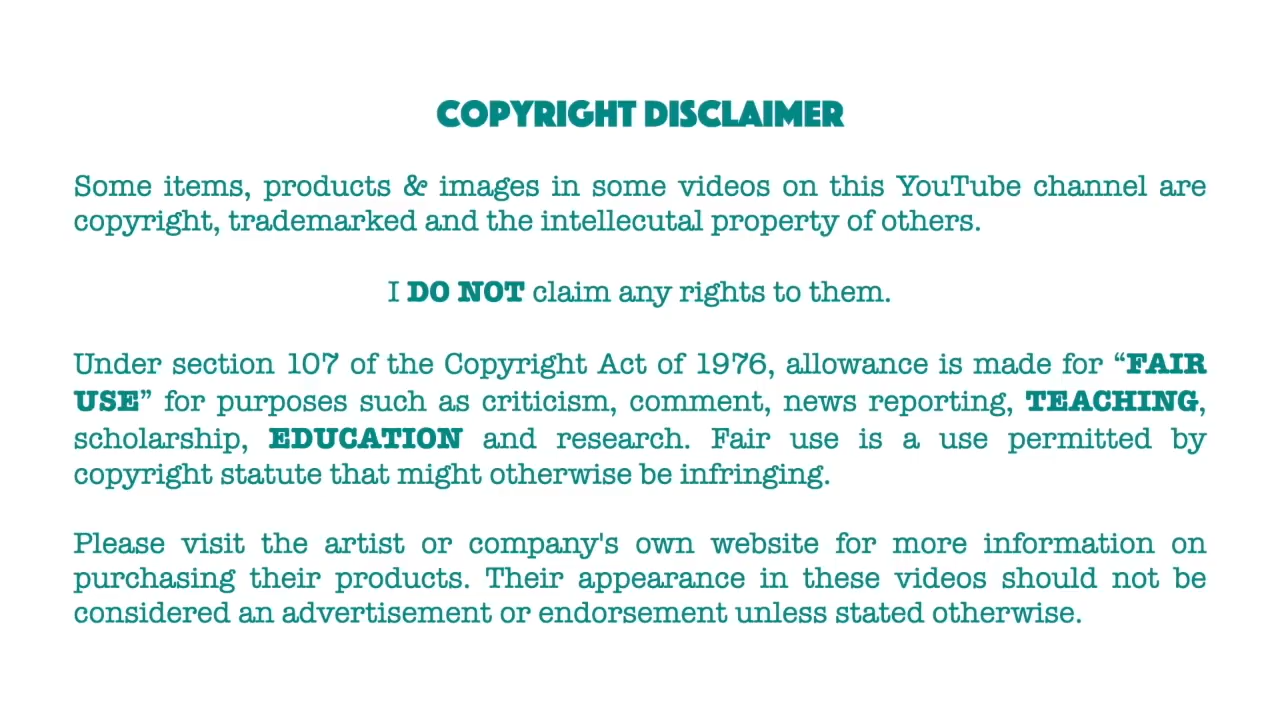 COPYRIGHT DISCLAIMER
Some items, products & images in some videos on this YouTube channel are
copyright, trademarked and the intellecutal property of others.
I DO NOT claim any rights to them.
Under section 107 of the Copyright Act of 1976, allowance is made for “FAIR
USE” for purposes such as criticism, comment, news reporting, TEACHING,
scholarship, EDUCATION and research. Fair use is a use permitted by
copyright statute that might otherwise be infringing.
Please visit the artist or company's own website for more information on
purchasing their products. Their appearance in these videos should not be
considered an advertisement or endorsement unless stated otherwise.